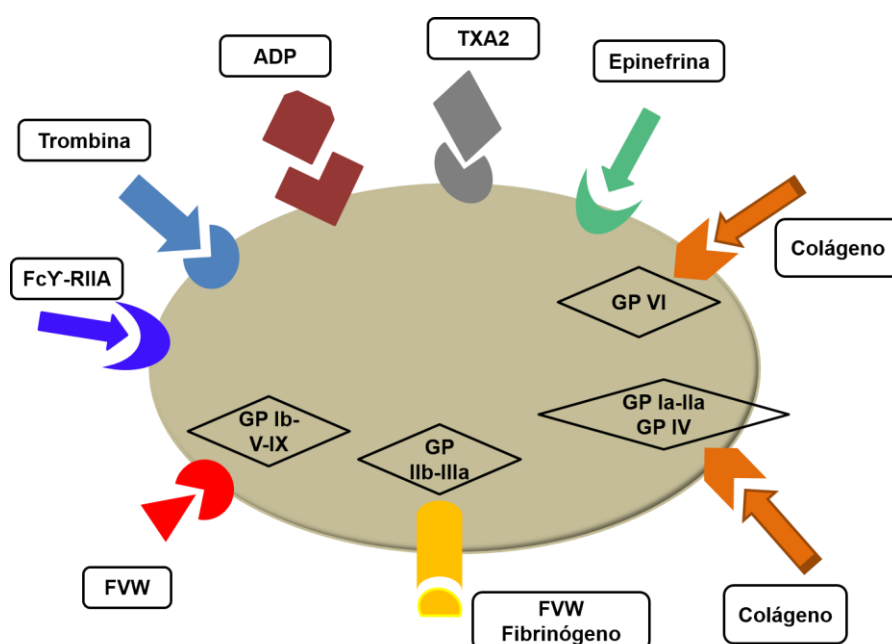 TXA2
ADP
Epinefrina
Trombina
Colágeno
Fcϒ-RIIA
GP VI
GP Ib-
V-IX
GP
IIb-IIIa
GP Ia-IIa
GP IV
FVW
FVW
Fibrinógeno
Colágeno